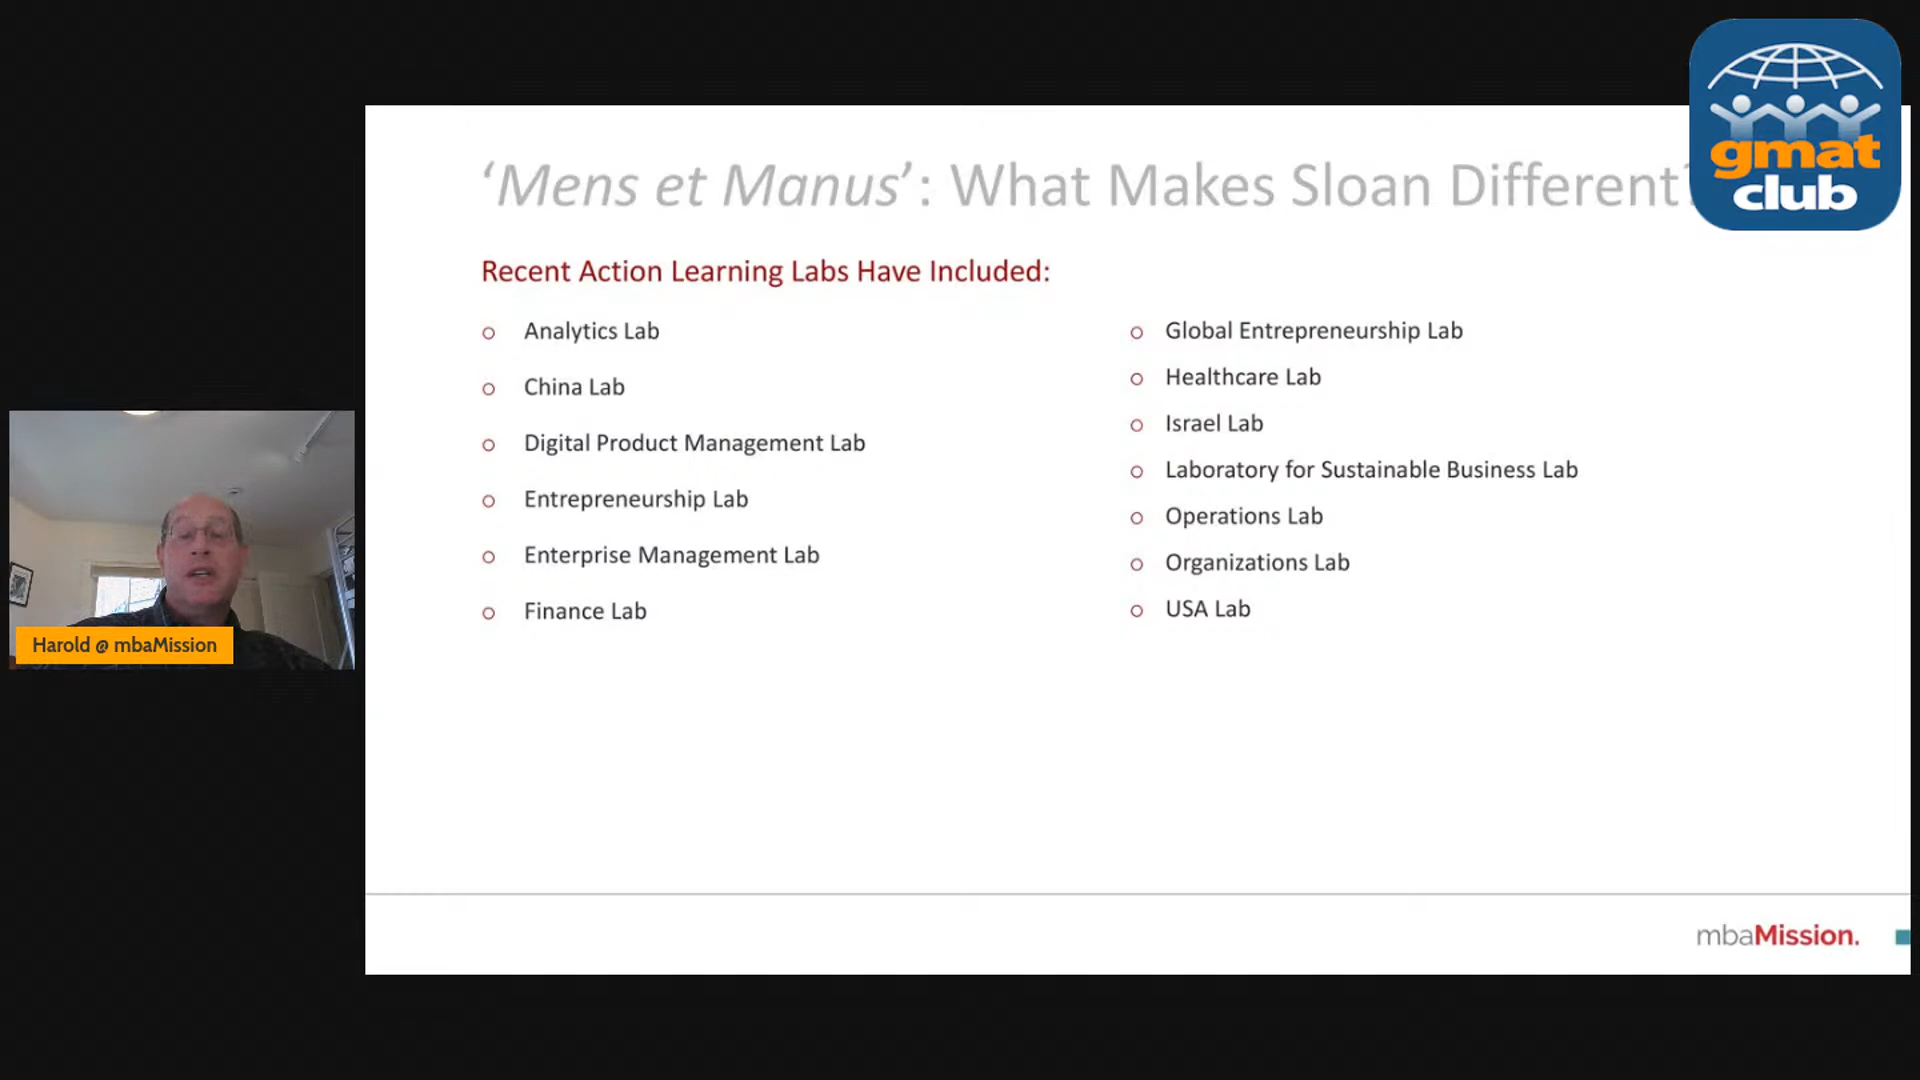 gmat
club
‘Mens et Manus’: What Makes Sloan Different?
Recent Action Learning Labs Have Included:
Analytics Lab
China Lab
Digital Product Management Lab
Entrepreneurship Lab
Enterprise Management Lab
Finance Lab
Global Entrepreneurship Lab
Healthcare Lab
Israel Lab
Laboratory for Sustainable Business Lab
Operations Lab
Organizations Lab
USA Lab
Harold @ mbaMission
mbaMission.